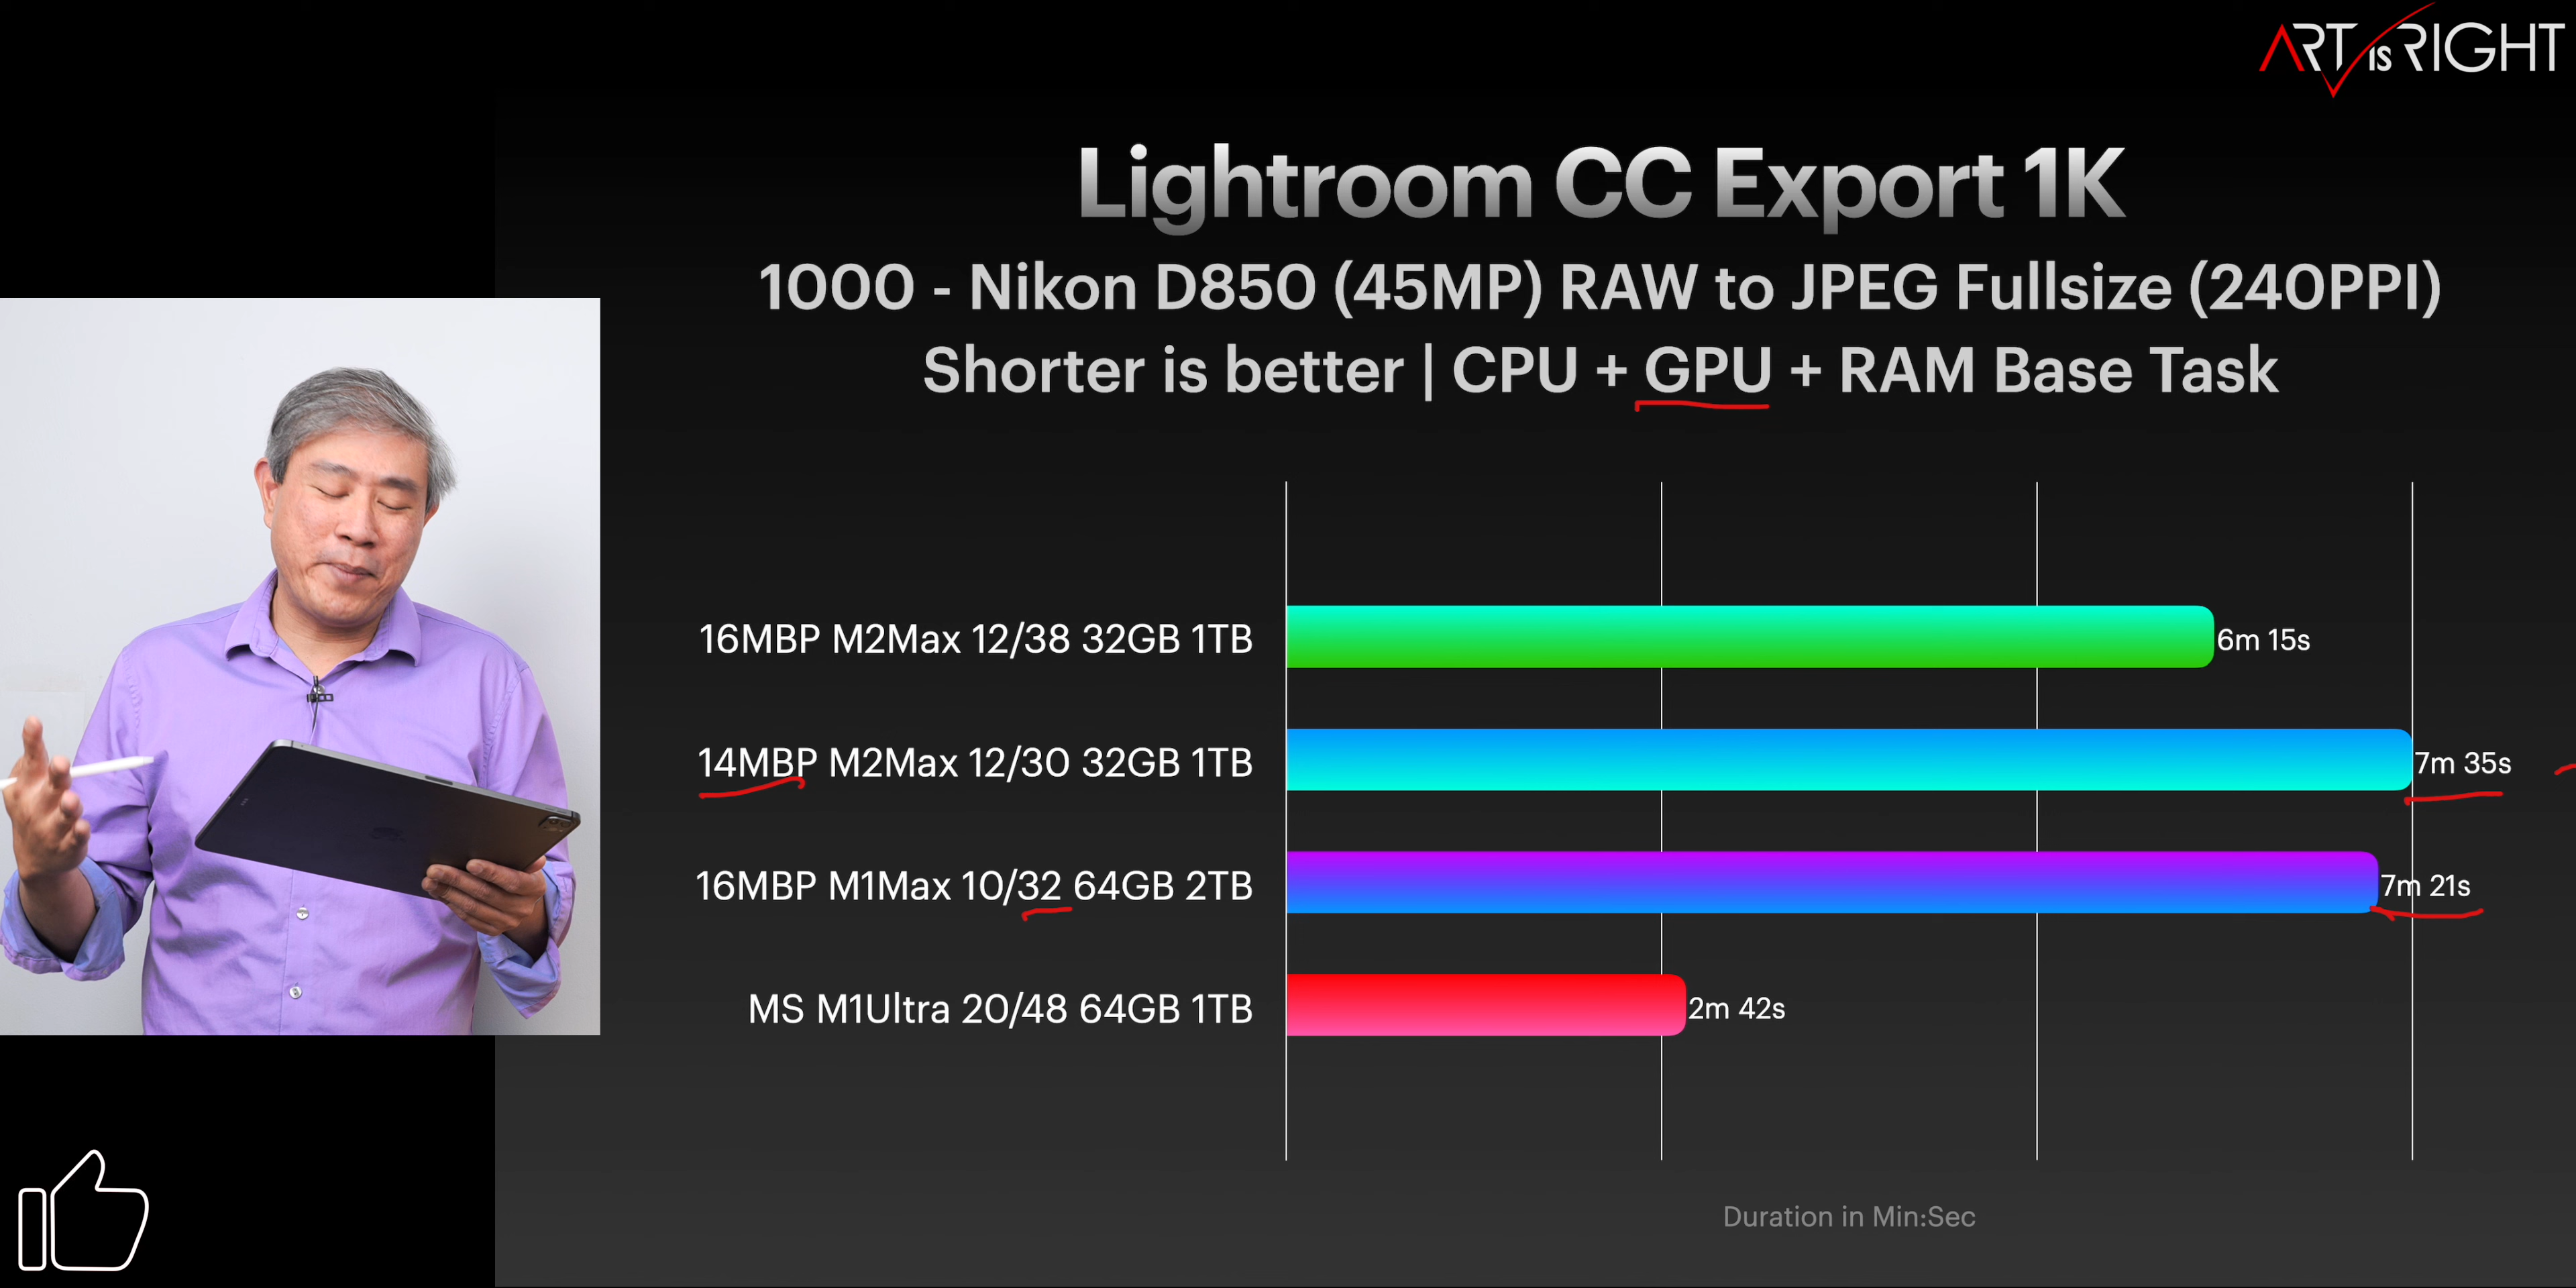 ART is RIGHT
Lightroom CC Export 1K
1000 - Nikon D850 (45MP) RAW to JPEG Fullsize (240PPI)
Shorter is better | CPU + GPU + RAM Base Task
16MBP M2Max 12/38 32GB 1TB 6m 15s
14MBP M2Max 12/30 32GB 1TB 7m 35s
16MBP M1Max 10/32 64GB 2TB 7m 21s
MS M1Ultra 20/48 64GB 1TB 2m 42s
Duration in Min:Sec